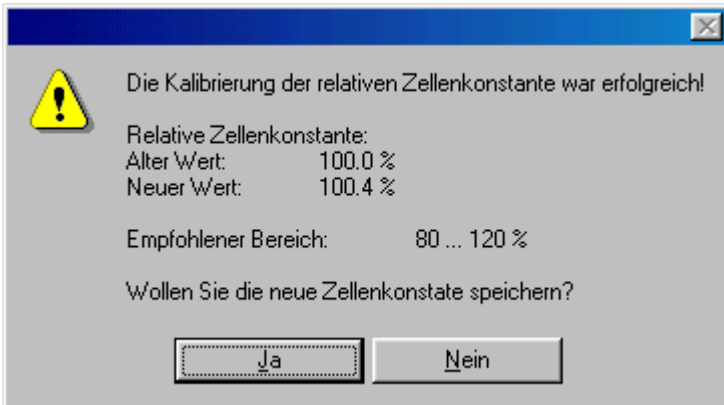 Die Kalibrierung der relativen Zellenkonstante war erfolgreich!
Relative Zellenkonstante:
Alter Wert: 100.0 %
Neuer Wert: 100.4 %
Empfohlener Bereich: 80 ... 120 %
Wollen Sie die neue Zellenkonstate speichern?
Ja Nein